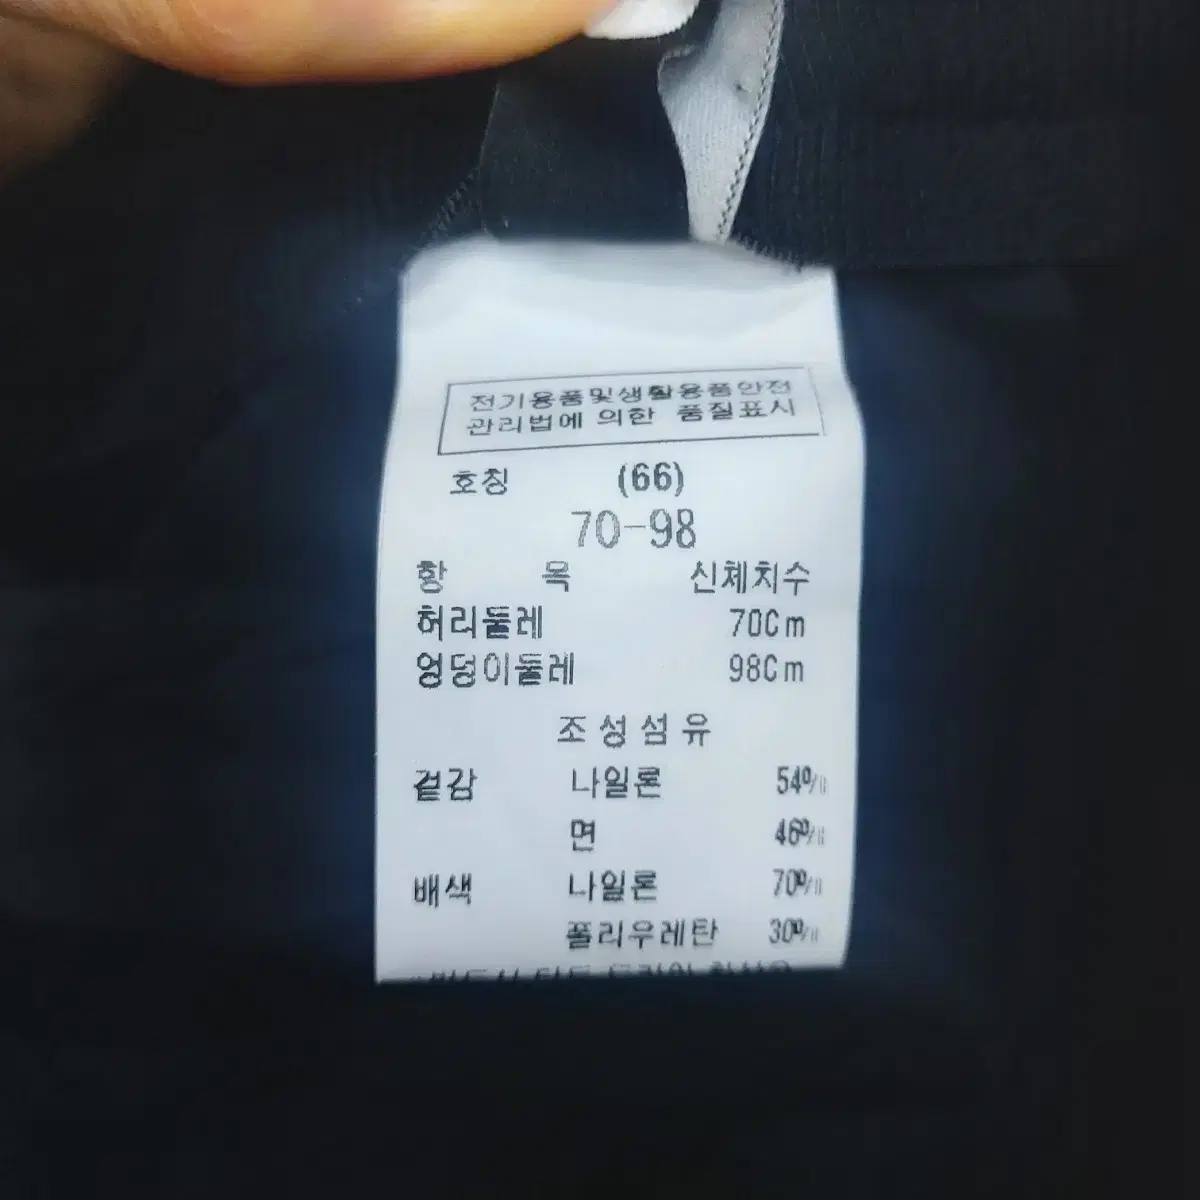 전기용품및생활용품안전
관리법에 의한 품질표시
호칭 (66)
70-98
항 목 신체치수
허리둘레 70Cm
엉덩이둘레 98Cm
조성섬유
겉감 나일론 54%
면 46%
배색 나일론 70%
폴리우레탄 30%